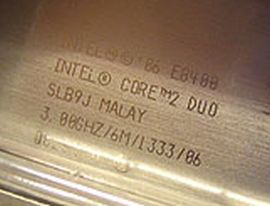 INTEL® ©'06 E8400
INTEL® CORE™2 DUO
SLB9J MALAY
3.00GHZ/6M/1333/06